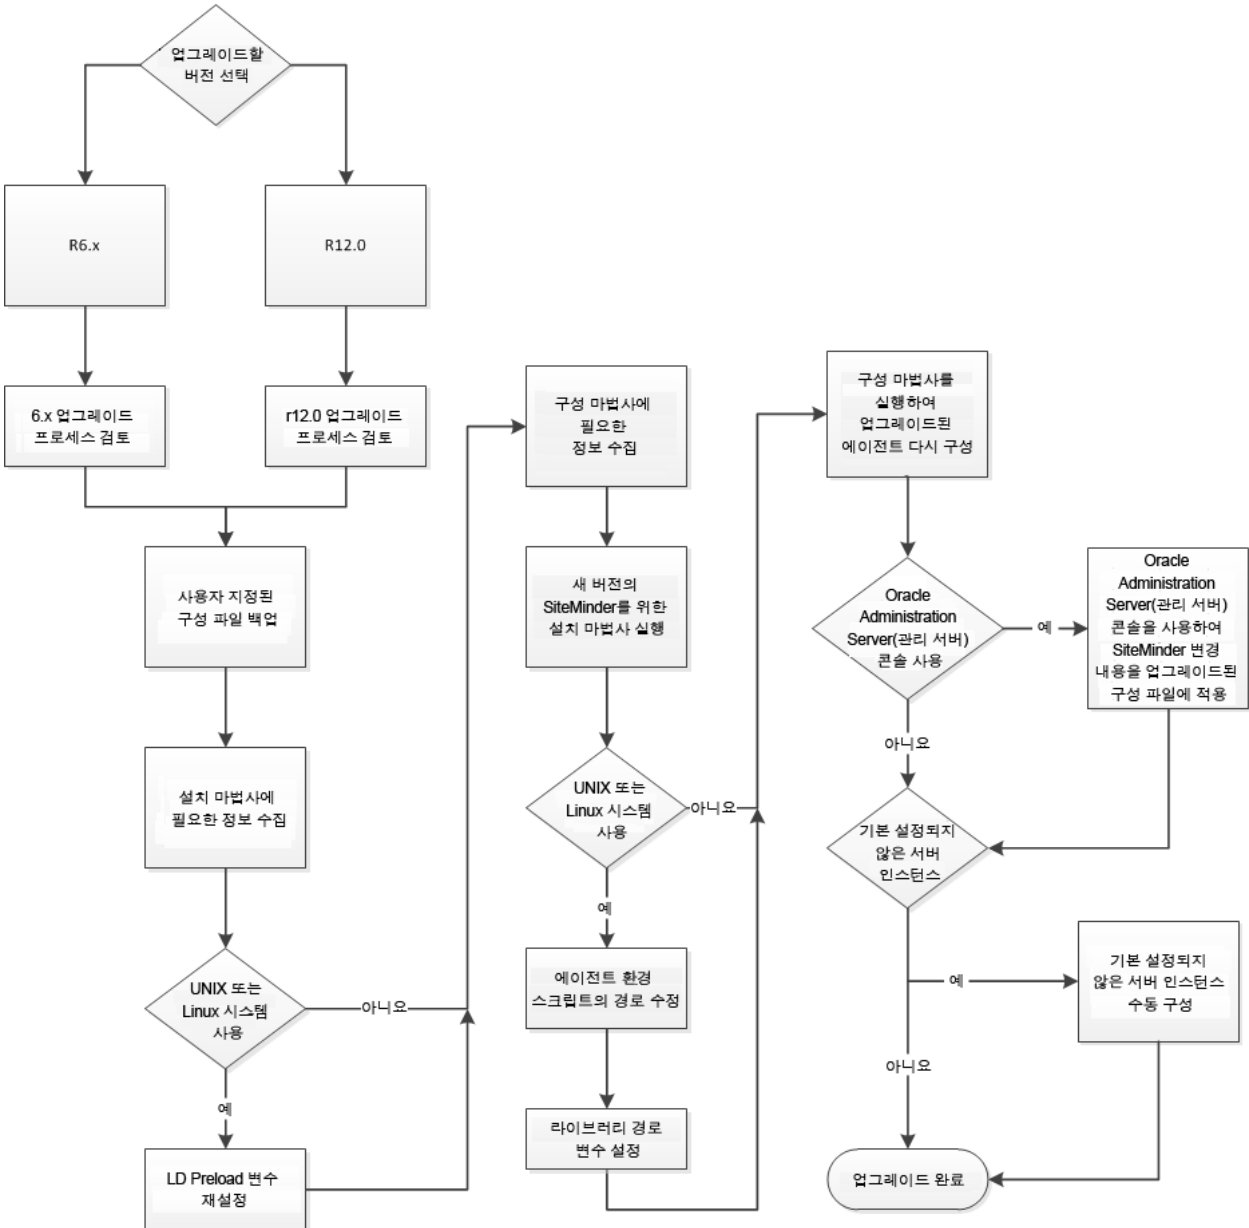 업그레이드할
버전 선택
R6.x
R12.0
6.x 업그레이드
프로세스 검토
r12.0 업그레이드
프로세스 검토
사용자 지정된
구성 파일 백업
설치 마법사에
필요한 정보 수집
UNIX 또는
Linux 시스템
사용
아니요
예
LD Preload 변수
재설정
구성 마법사에
필요한
정보 수집
새 버전의
SiteMinder를 위한
설치 마법사 실행
UNIX 또는
Linux 시스템
사용
아니요
예
에이전트 환경
스크립트의 경로 수정
라이브러리 경로
변수 설정
구성 마법사를
실행하여
업그레이드된
에이전트 다시 구성
Oracle
Administration
Server(관리 서버)
콘솔 사용
예
Oracle
Administration
Server(관리 서버)
콘솔을 사용하여
SiteMinder 변경
내용을 업그레이드된
구성 파일에 적용
아니요
기본 설정되지
않은 서버
인스턴스
예
기본 설정되지
않은 서버 인스턴스
수동 구성
아니요
업그레이드 완료